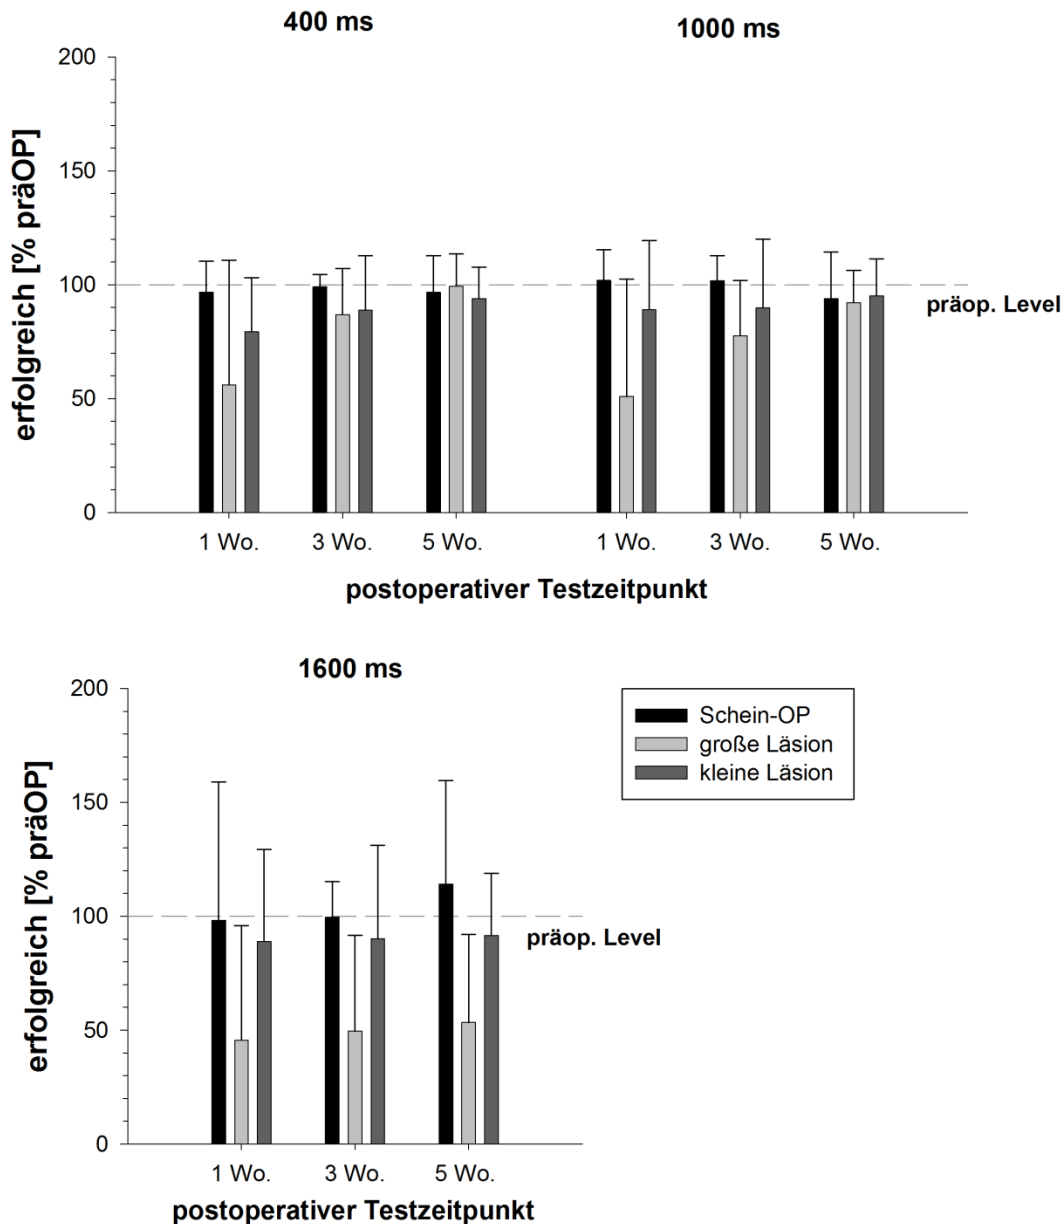 400 ms
1000 ms
erfolgreich [% präOP]
200
150
100
50
0
präop. Level
1 Wo.
3 Wo.
5 Wo.
1 Wo.
3 Wo.
5 Wo.
postoperativer Testzeitpunkt
1600 ms
erfolgreich [% präOP]
200
150
100
50
0
Schein-OP
große Läsion
kleine Läsion
präop. Level
1 Wo.
3 Wo.
5 Wo.
postoperativer Testzeitpunkt